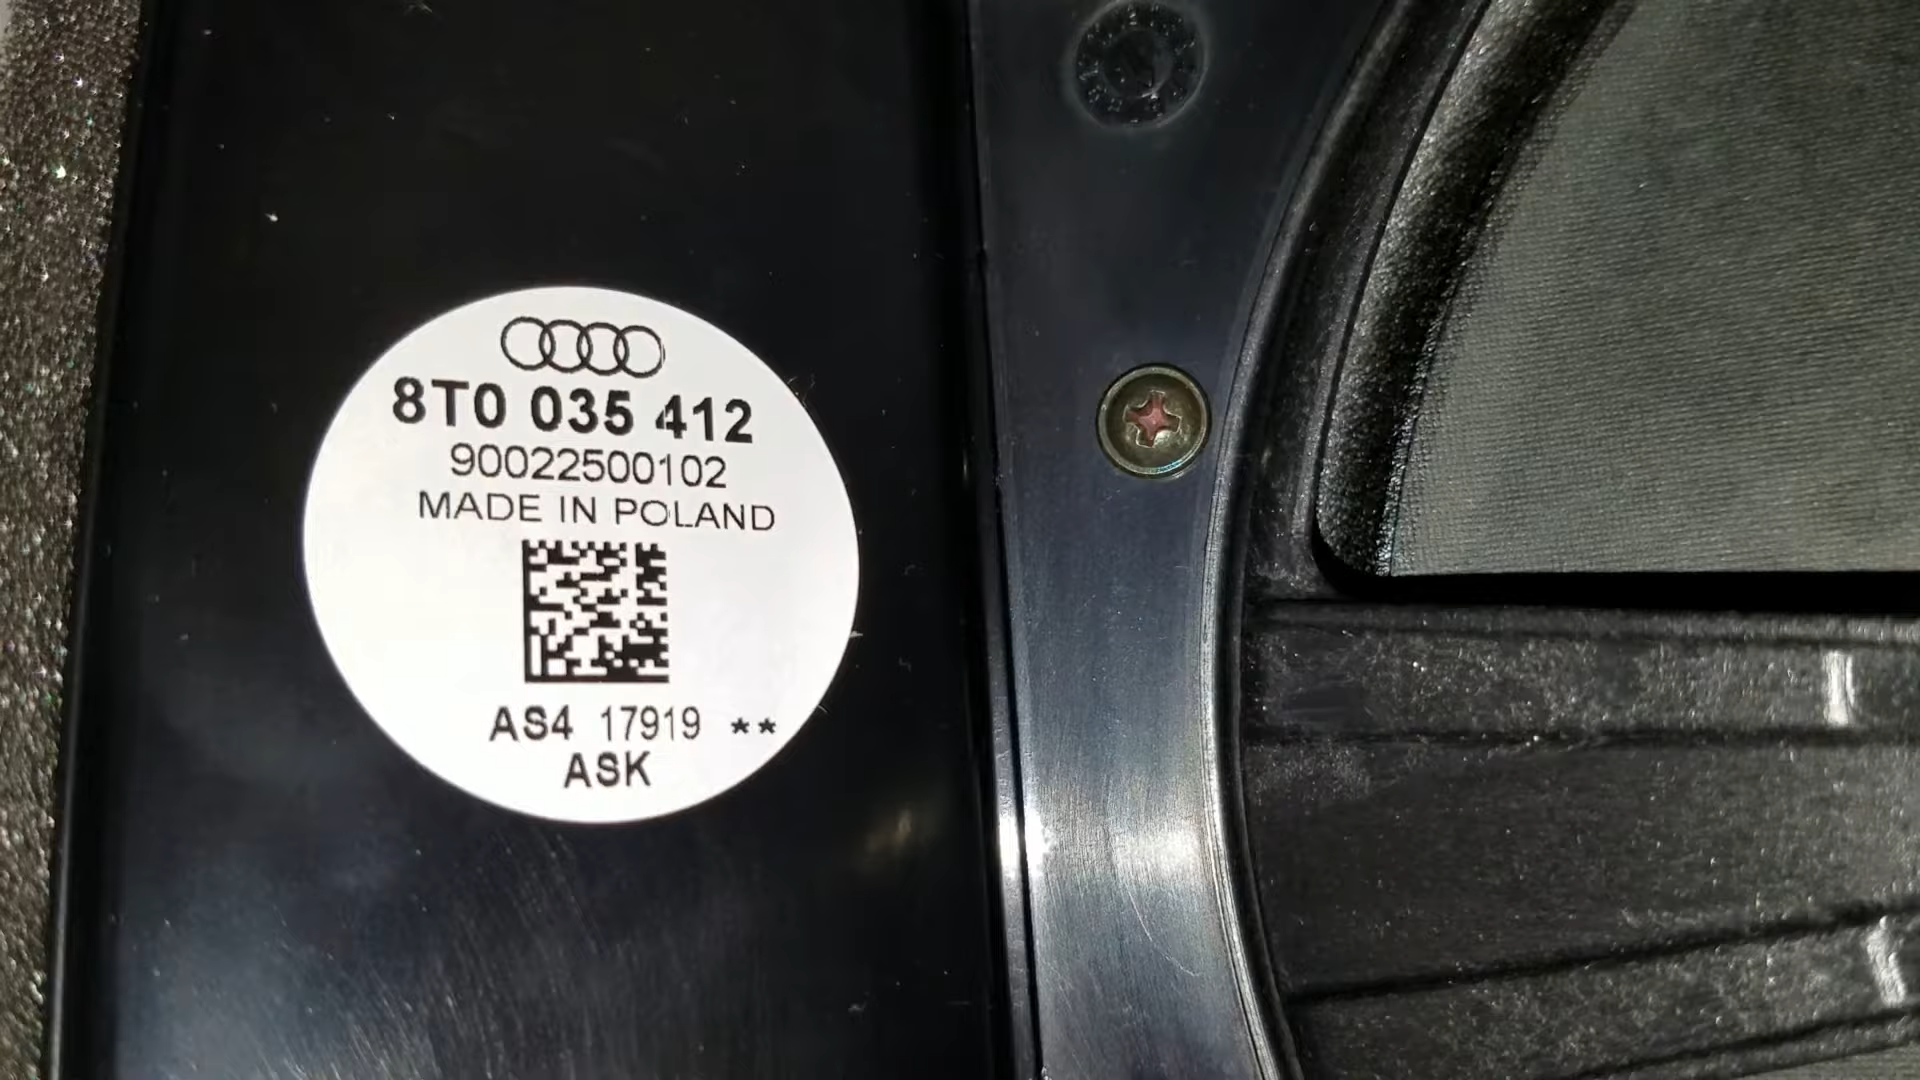 8T0 035 412
90022500102
MADE IN POLAND
AS4 17919 **
ASK